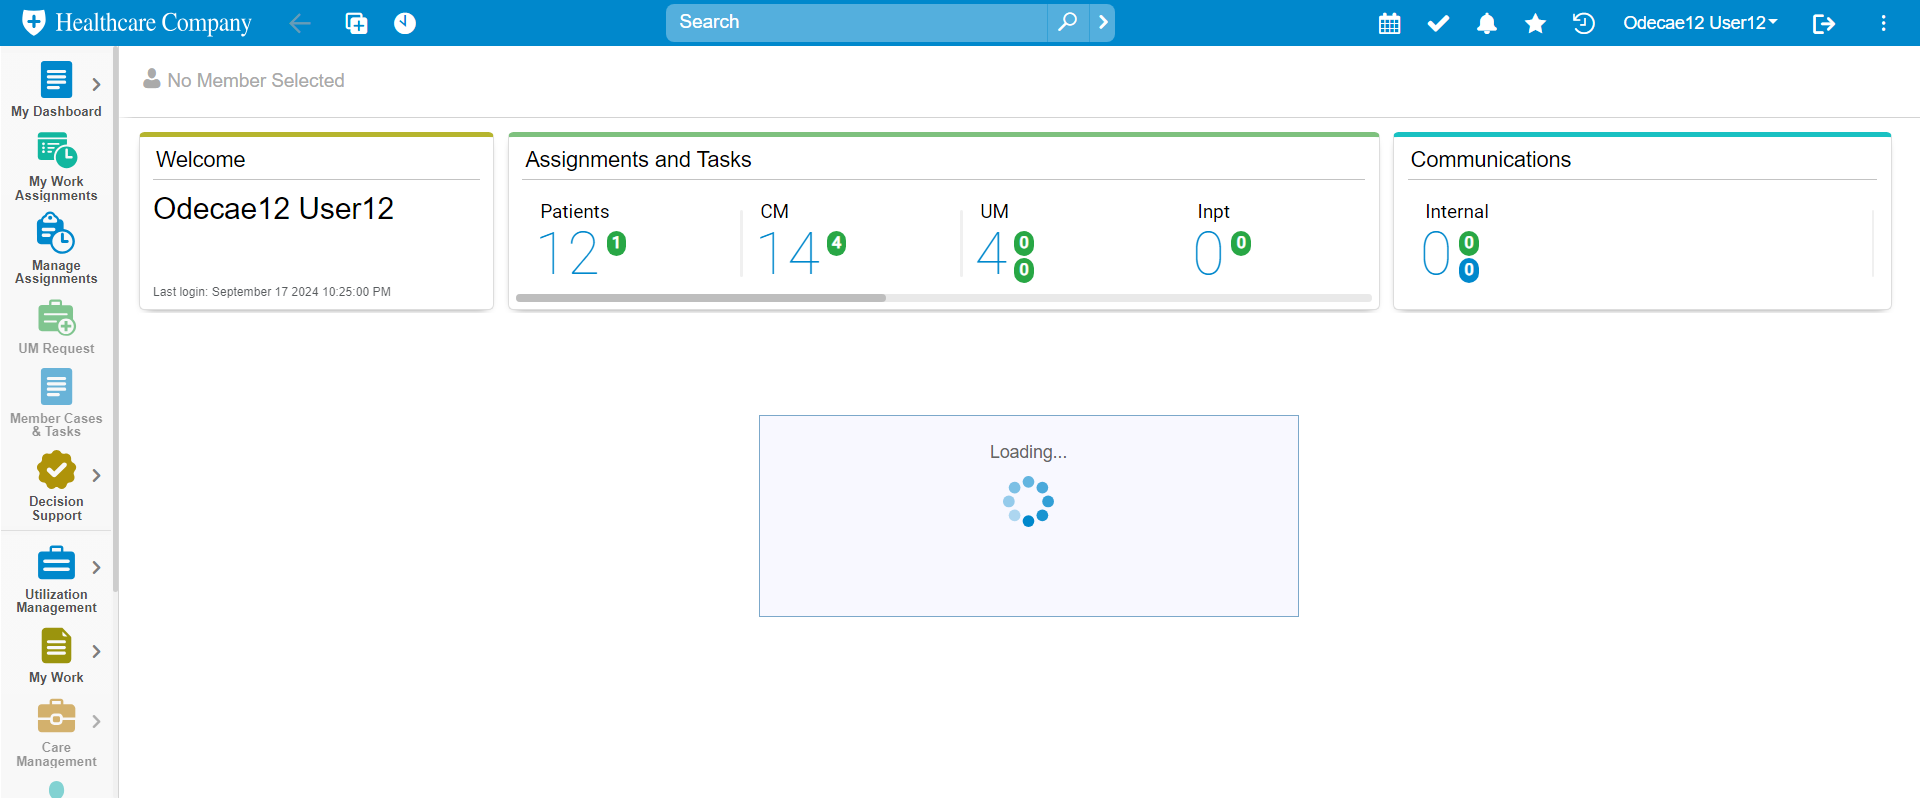 Healthcare Company
Search
Odecae12 User12
My Dashboard
My Work
Assignments
Manage
Assignments
UM Request
Member Cases
& Tasks
Decision
Support
Utilization
Management
My Work
Care
Management
No Member Selected
Welcome
Odecae12 User12
Last login: September 17 2024 10:25:00 PM
Assignments and Tasks
Patients
12 1
CM
14 4
UM
4 0
0
Inpt
0 0
Communications
Internal
0 0
0
Loading...